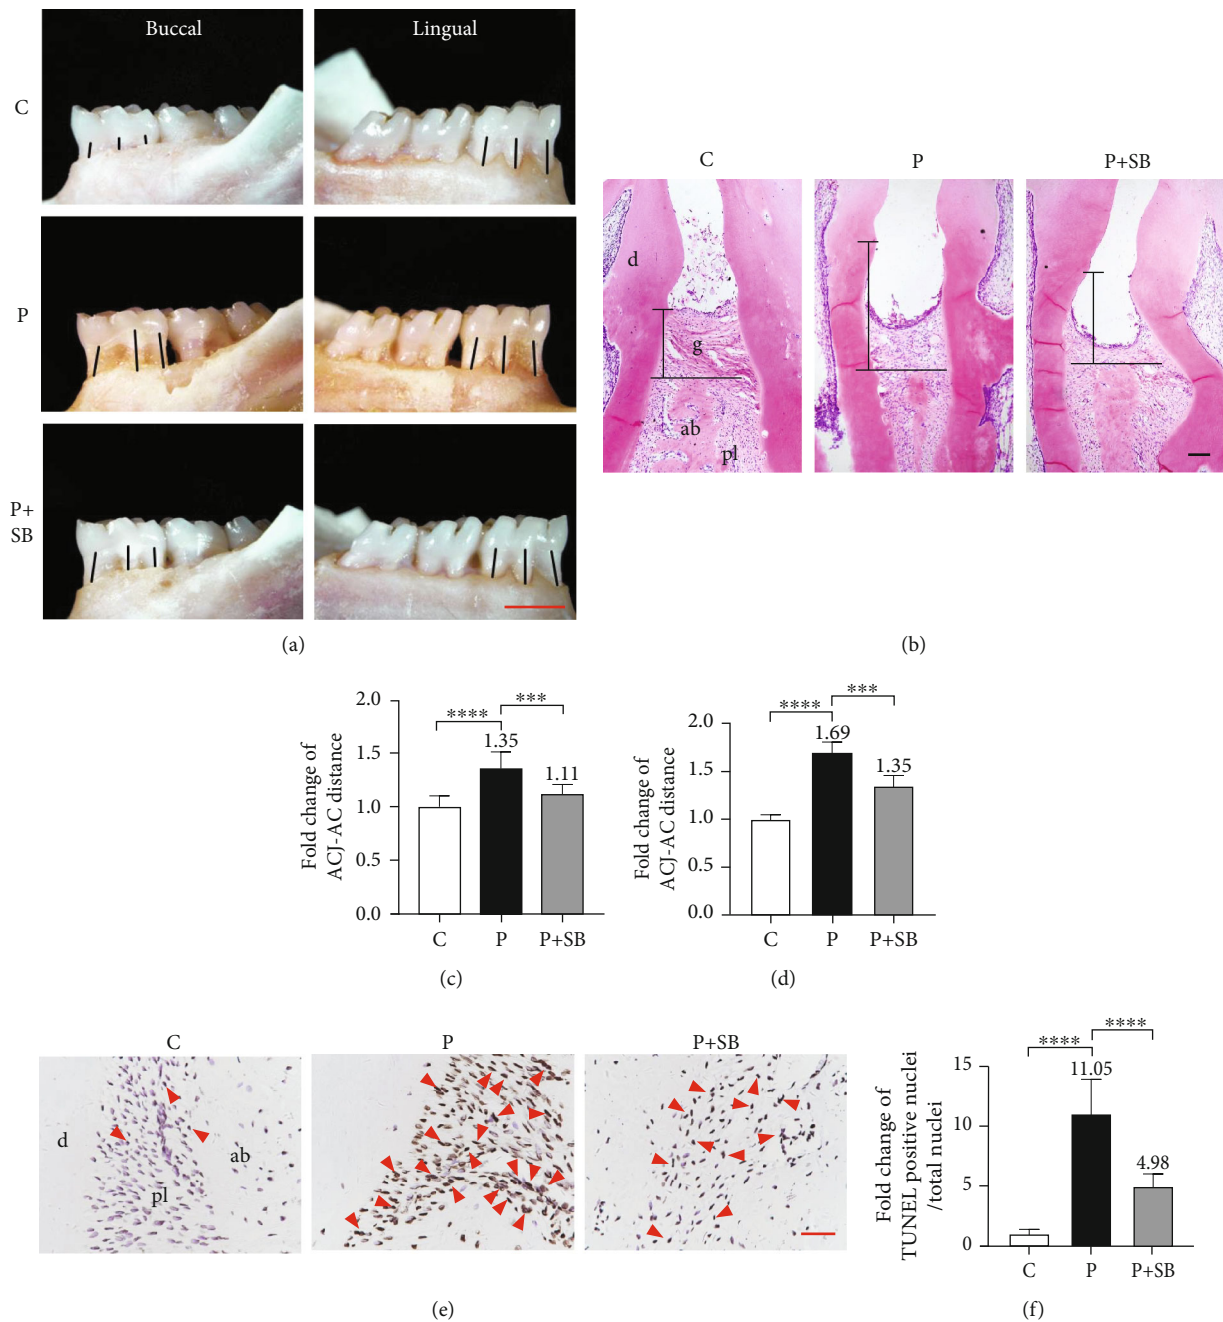 Buccal
Lingual
C
P
P+
SB
(a)
C
P
P+SB
d
g
ab
pl
(b)
Fold change of
ACJ-AC distance
2.0
1.5
1.0
0.5
0.0
****
***
1.35
1.11
C
P
P+SB
(c)
Fold change of
ACJ-AC distance
2.0
1.5
1.0
0.5
0.0
****
***
1.69
1.35
C
P
P+SB
(d)
C
P
P+SB
d
ab
pl
(e)
Fold change of
TUNEL positive nuclei
/total nuclei
15
10
5
0
****
****
11.05
4.98
C
P
P+SB
(f)